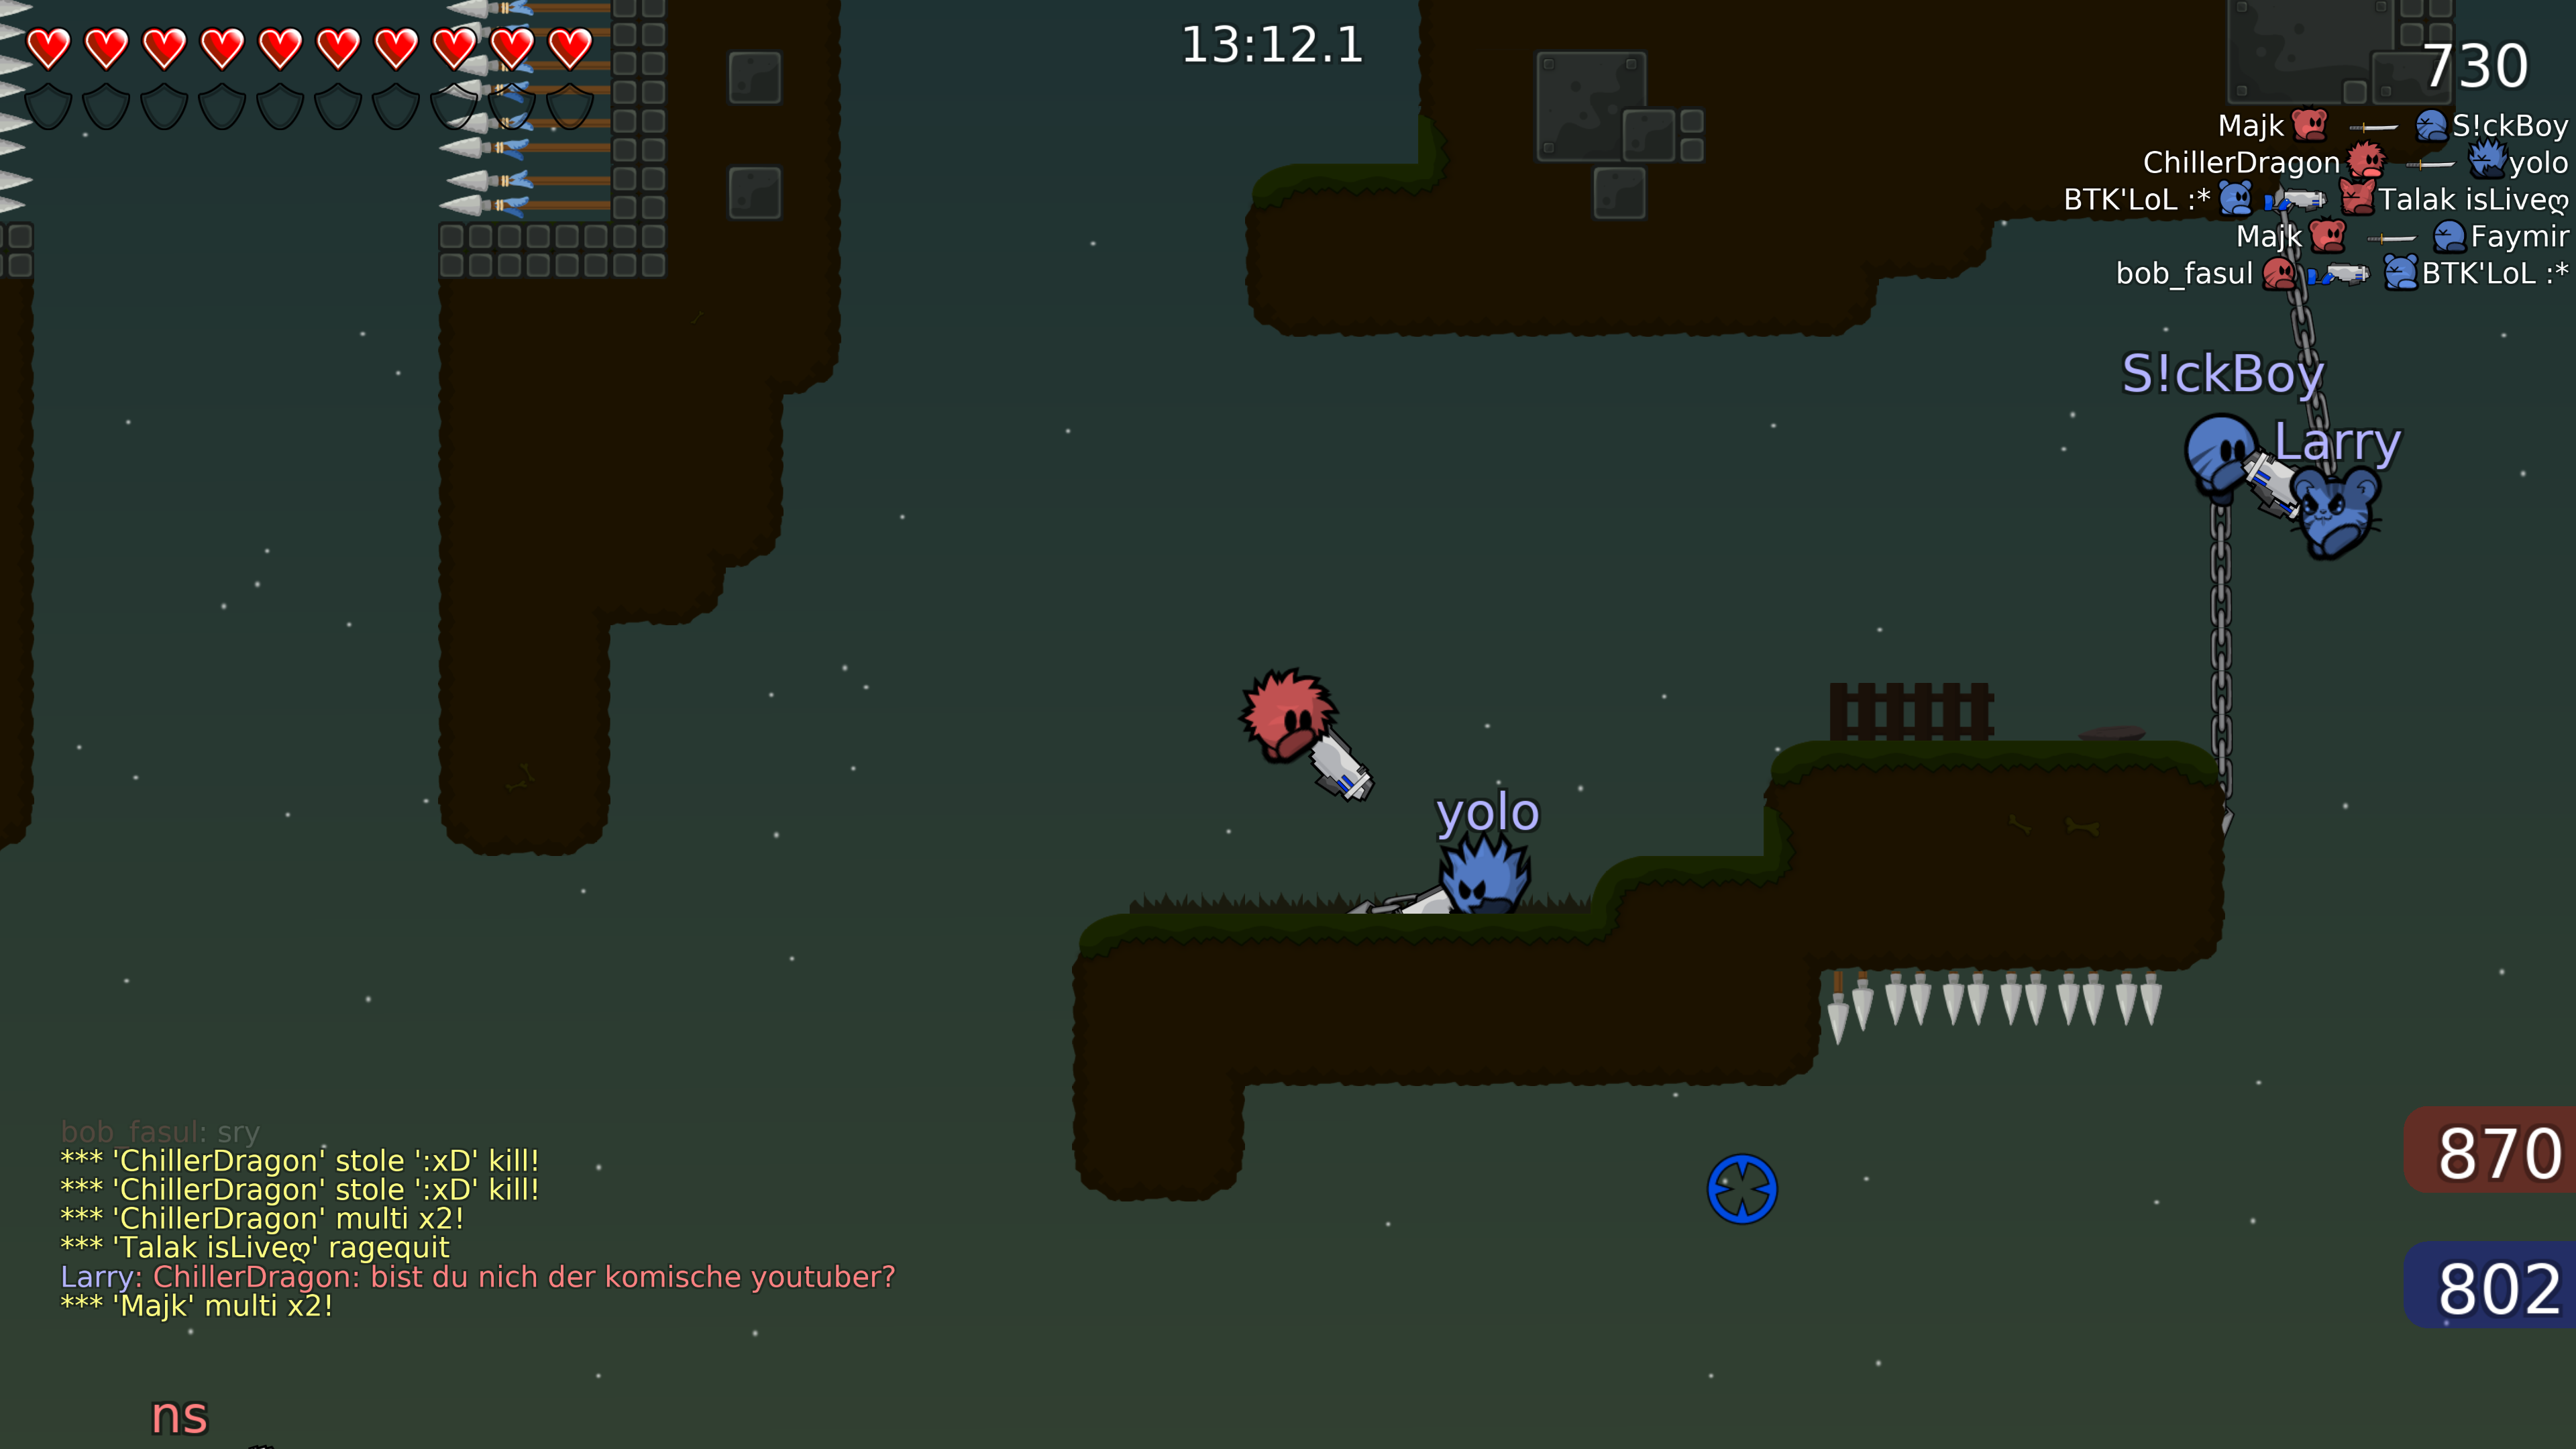 13:12.1
730
Majk S!ckBoy
ChillerDragon yolo
BTK'LoL :* Talak isLiveღ
Majk Faymir
bob_fasul BTK'LoL :*
S!ckBoy
Larry
yolo
bob_fasul: sry
*** 'ChillerDragon' stole ':xD' kill!
*** 'ChillerDragon' stole ':xD' kill!
*** 'ChillerDragon' multi x2!
*** 'Talak isLiveღ' ragequit
Larry: ChillerDragon: bist du nich der komische youtuber?
*** 'Majk' multi x2!
870
802
ns